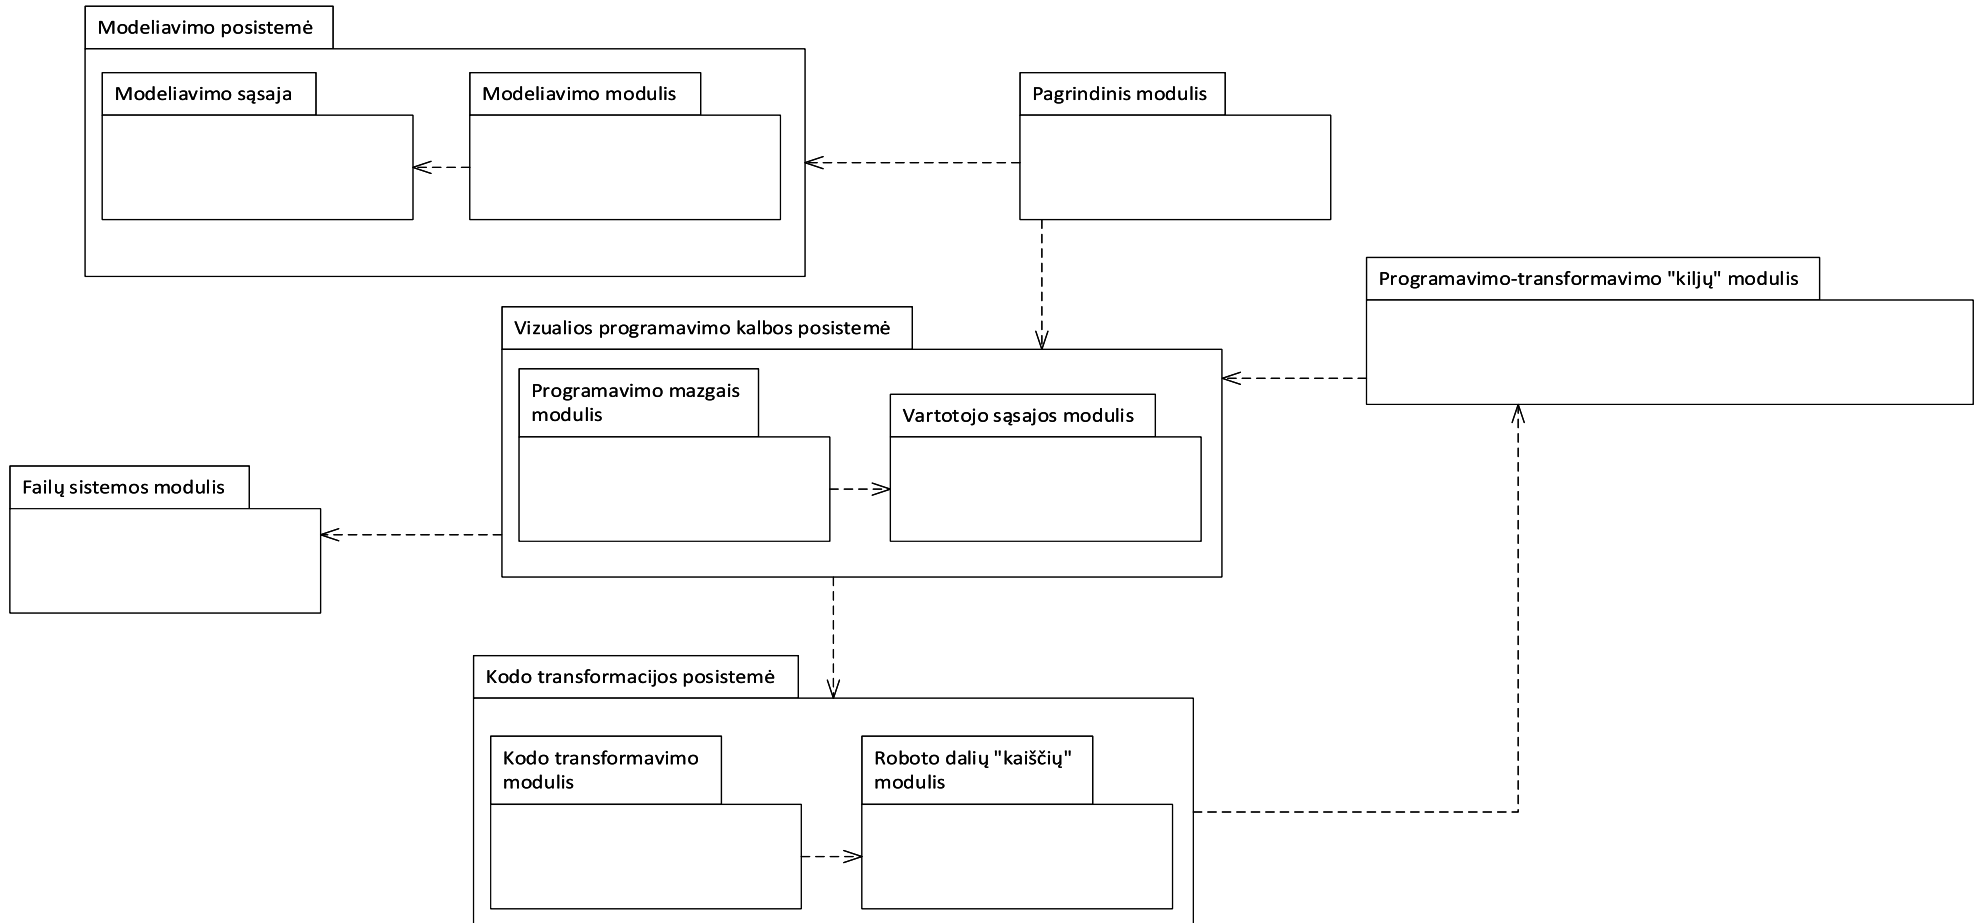 Modeliavimo posistemė
Modeliavimo sąsaja
Modeliavimo modulis
Pagrindinis modulis
Programavimo-transformavimo "kiljų" modulis
Vizualios programavimo kalbos posistemė
Programavimo mazgais
modulis
Vartotojo sąsajos modulis
Failų sistemos modulis
Kodo transformacijos posistemė
Kodo transformavimo
modulis
Roboto dalių "kaiščių"
modulis